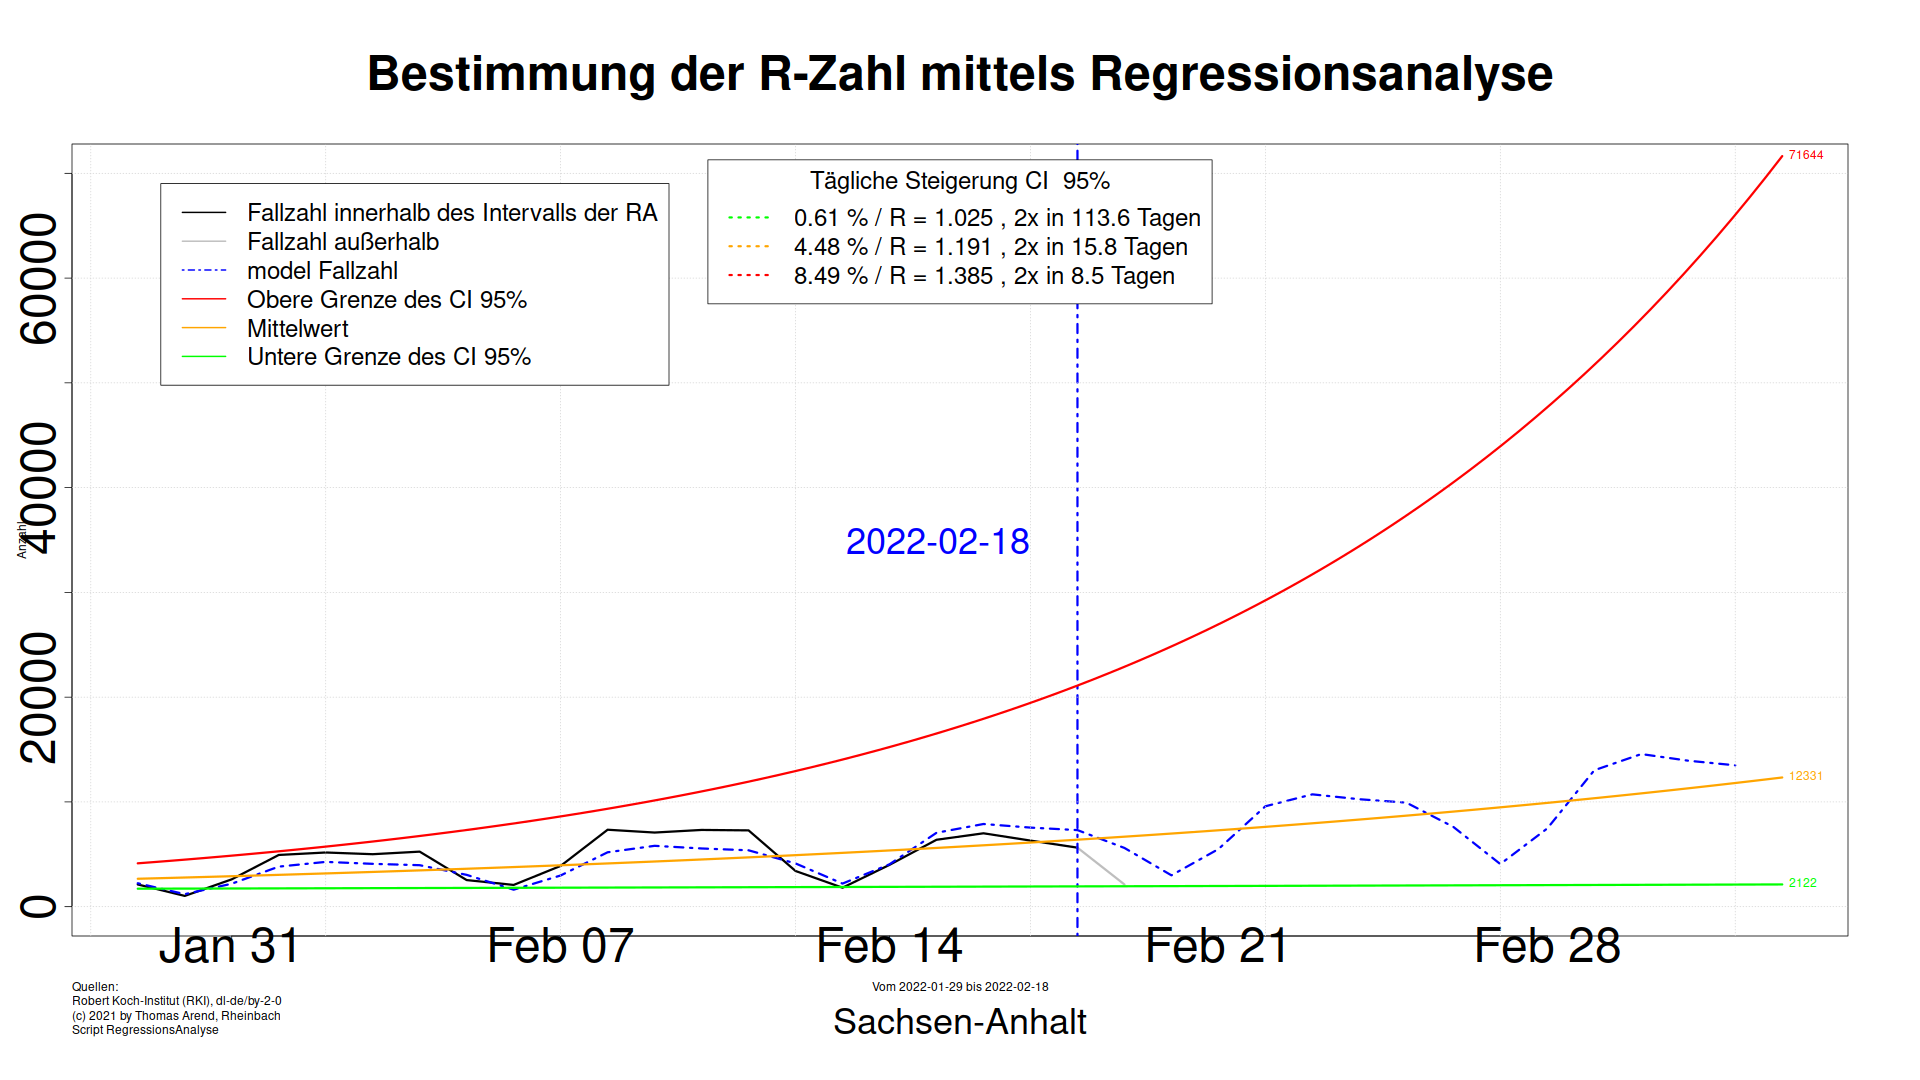 Bestimmung der R-Zahl mittels Regressionsanalyse
Tägliche Steigerung CI  95%
0.61 % / R = 1.025 , 2x in 113.6 Tagen
4.48 % / R = 1.191 , 2x in 15.8 Tagen
8.49 % / R = 1.385 , 2x in 8.5 Tagen
Fallzahl innerhalb des Intervalls der RA
Fallzahl außerhalb
model Fallzahl
Obere Grenze des CI 95%
Mittelwert
Untere Grenze des CI 95%
71644
12331
2122
2022-02-18
Anzahl
60000
40000
20000
0
Jan 31
Feb 07
Feb 14
Feb 21
Feb 28
Vom 2022-01-29 bis 2022-02-18
Sachsen-Anhalt
Quellen:
Robert Koch-Institut (RKI), dl-de/by-2-0
(c) 2021 by Thomas Arend, Rheinbach
Script RegressionsAnalyse